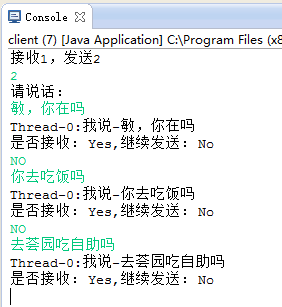 Console
client (7) [Java Application] C:\Program Files (x8
接收1，发送2
2
请说话：
敏，你在吗
Thread-0:我说-敏，你在吗
是否接收：Yes,继续发送：No
NO
你去吃饭吗
Thread-0:我说-你去吃饭吗
是否接收：Yes,继续发送：No
NO
去荟园吃自助吗
Thread-0:我说-去荟园吃自助吗
是否接收：Yes,继续发送：No